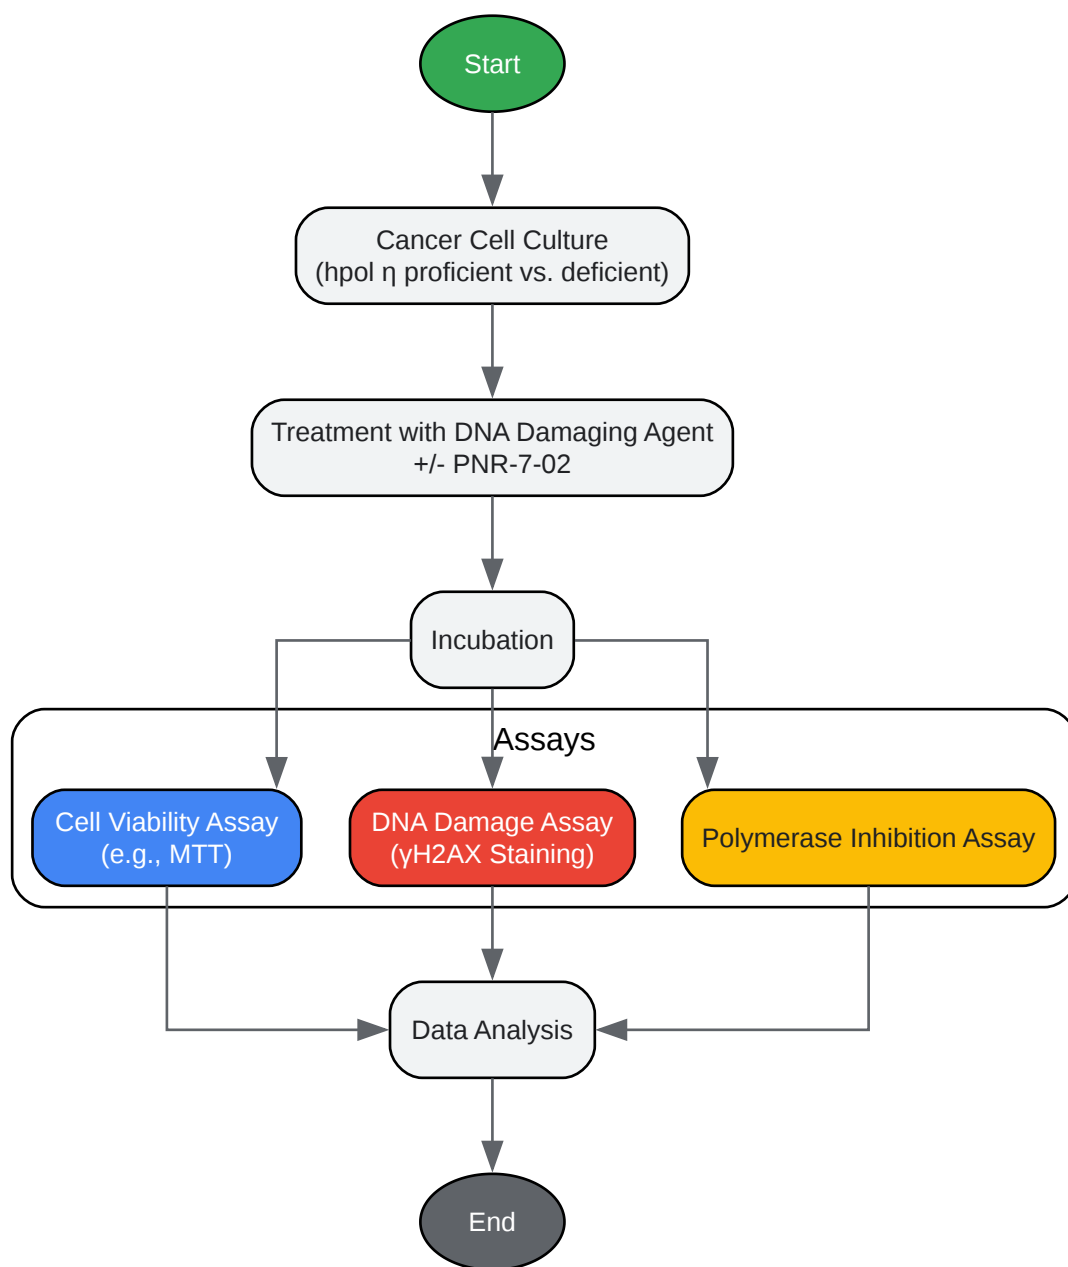 Start
Cancer Cell Culture
(hpol η proficient vs. deficient)
Treatment with DNA Damaging Agent
+/- PNR-7-02
Incubation
Assays
Cell Viability Assay
(e.g., MTT)
DNA Damage Assay
(γH2AX Staining)
Polymerase Inhibition Assay
Data Analysis
End